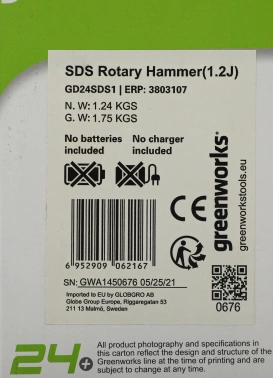 SDS Rotary Hammer(1.2J)
GD24SDS1 | ERP: 3803107
N. W: 1.24 KGS
G. W: 1.75 KGS
No batteries included
No charger included
greenworks®
greenworkstools.eu
6 952909 062167
SN: GWA1450676 05/25/21
Imported to EU by GLOBGRO AB
Globe Group Europe, Riggaregatan 53
211 13 Malmö, Sweden
0676
24
All product photography and specifications in
this carton reflect the design and structure of the
Greenworks line at the time of printing and are
subject to change at any time.